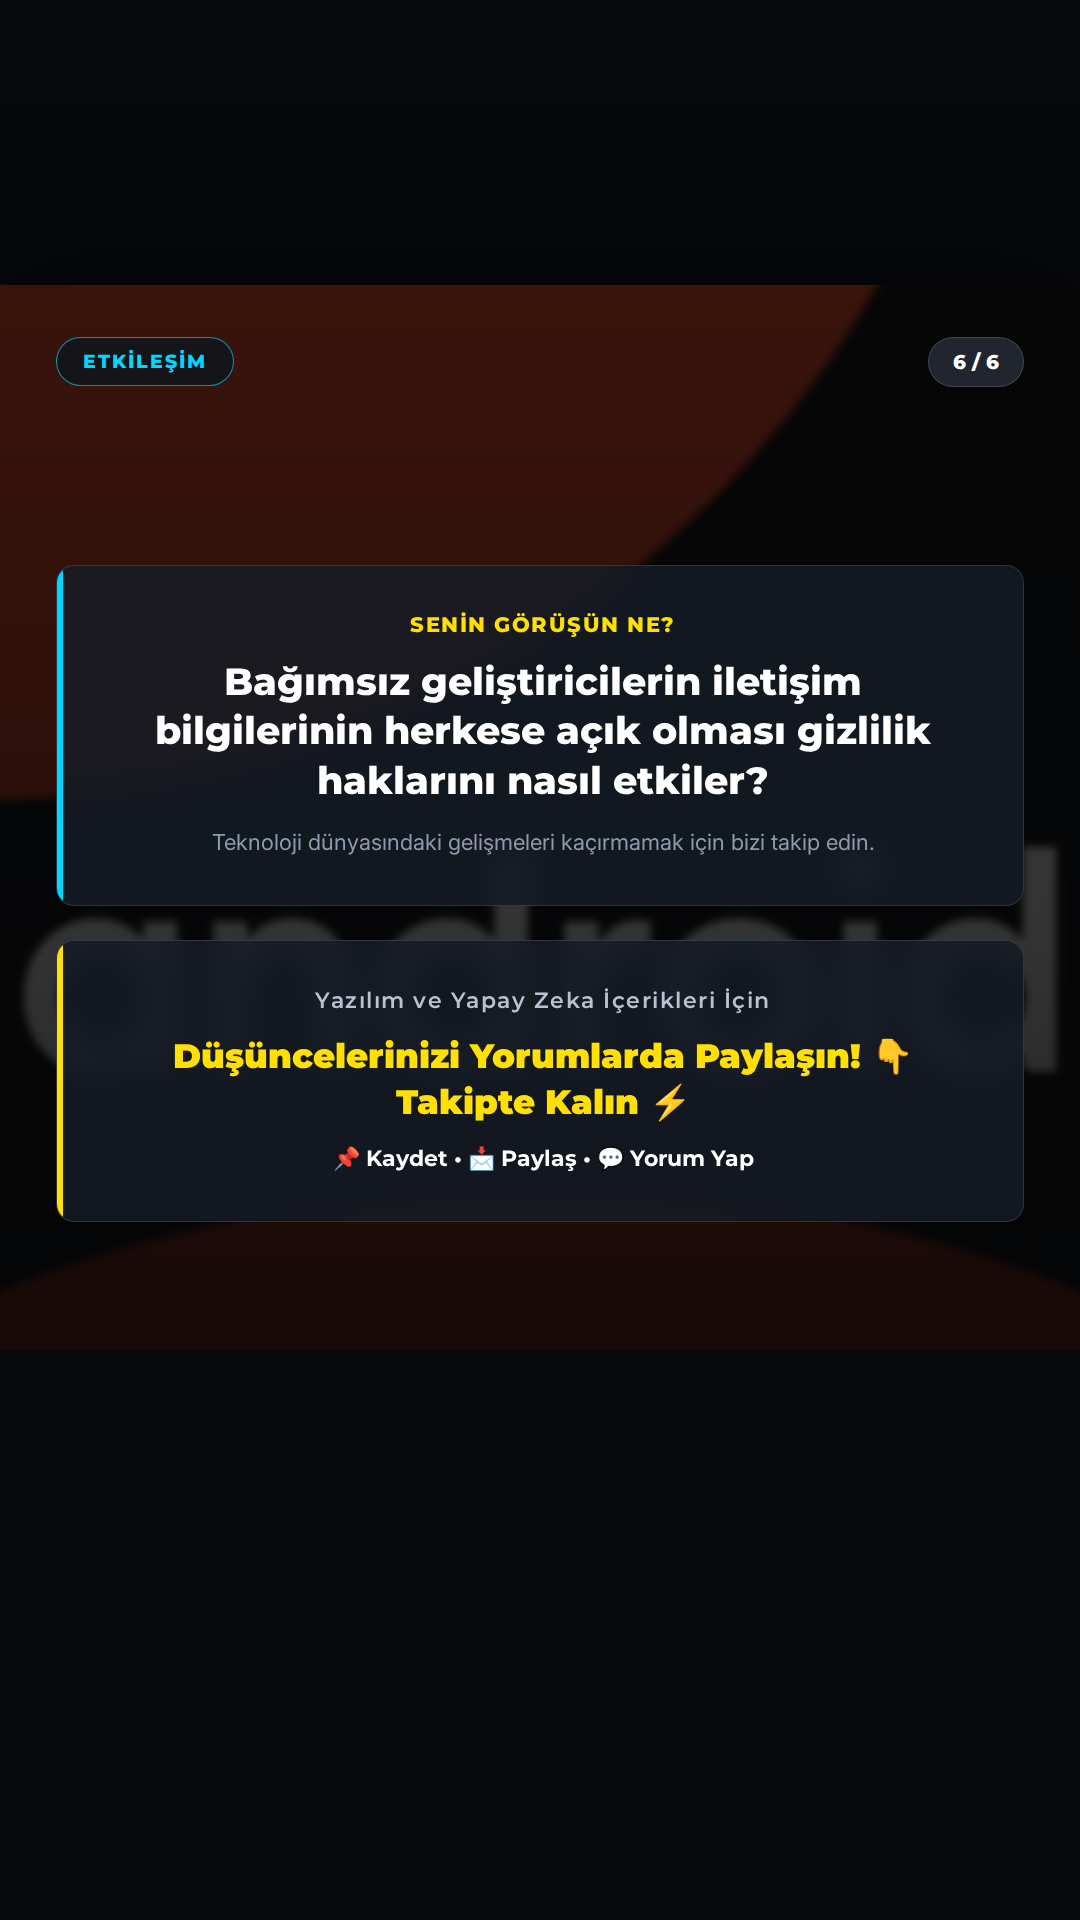 ETKİLEŞİM
6 / 6
SENİN GÖRÜŞÜN NE?
Bağımsız geliştiricilerin iletişim
bilgilerinin herkese açık olması gizlilik
haklarını nasıl etkiler?
Teknoloji dünyasındaki gelişmeleri kaçırmamak için bizi takip edin.
android
Yazılım ve Yapay Zeka İçerikleri İçin
Düşüncelerinizi Yorumlarda Paylaşın! 👇
Takipte Kalın ⚡
📌 Kaydet • 📩 Paylaş • 💬 Yorum Yap